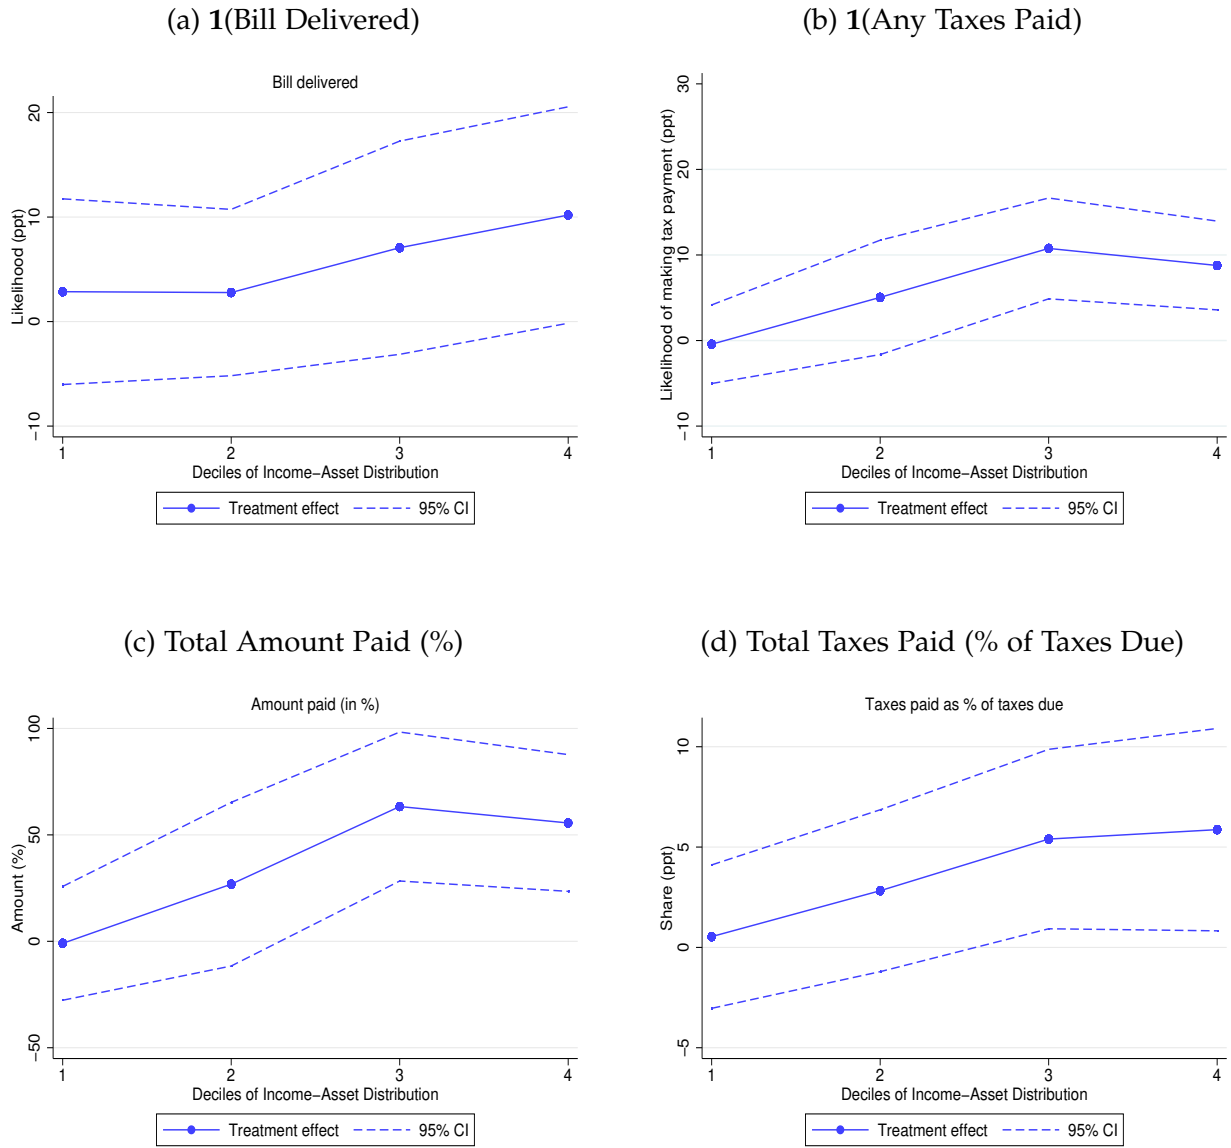 (a) 1(Bill Delivered)
Bill delivered
Likelihood (ppt)
20
10
0
−10
1 2 3 4
Deciles of Income−Asset Distribution
Treatment effect 95% CI
(b) 1(Any Taxes Paid)
Likelihood of making tax payment (ppt)
30
20
10
0
−10
1 2 3 4
Deciles of Income−Asset Distribution
Treatment effect 95% CI
(c) Total Amount Paid (%)
Amount paid (in %)
Amount (%)
100
50
0
−50
1 2 3 4
Deciles of Income−Asset Distribution
Treatment effect 95% CI
(d) Total Taxes Paid (% of Taxes Due)
Taxes paid as % of taxes due
Share (ppt)
10
5
0
−5
1 2 3 4
Deciles of Income−Asset Distribution
Treatment effect 95% CI